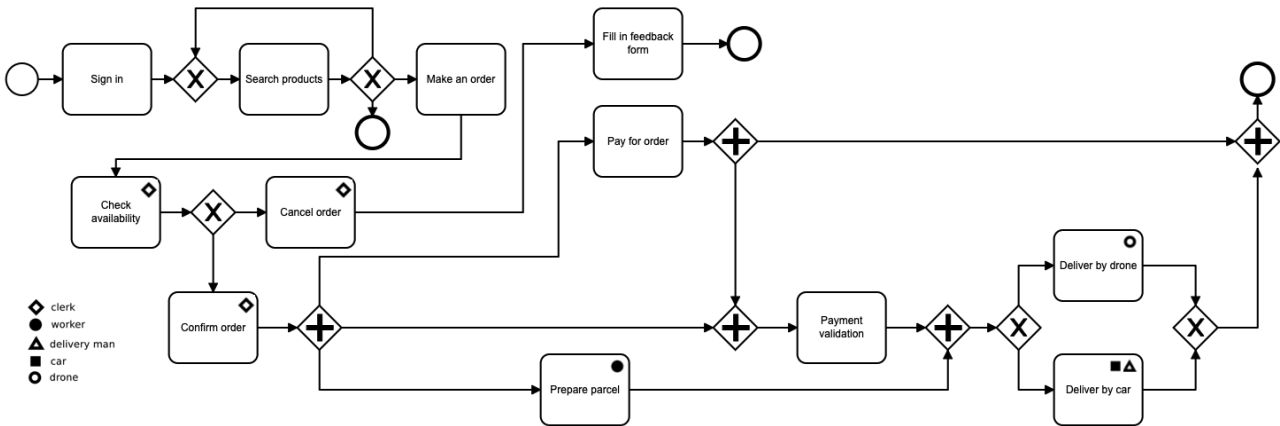 Fill in feedback
form
Sign in
Search products
Make an order
Pay for order
Check
availability
Cancel order
Deliver by drone
clerk
worker
delivery man
car
drone
Confirm order
Payment
validation
Prepare parcel
Deliver by car